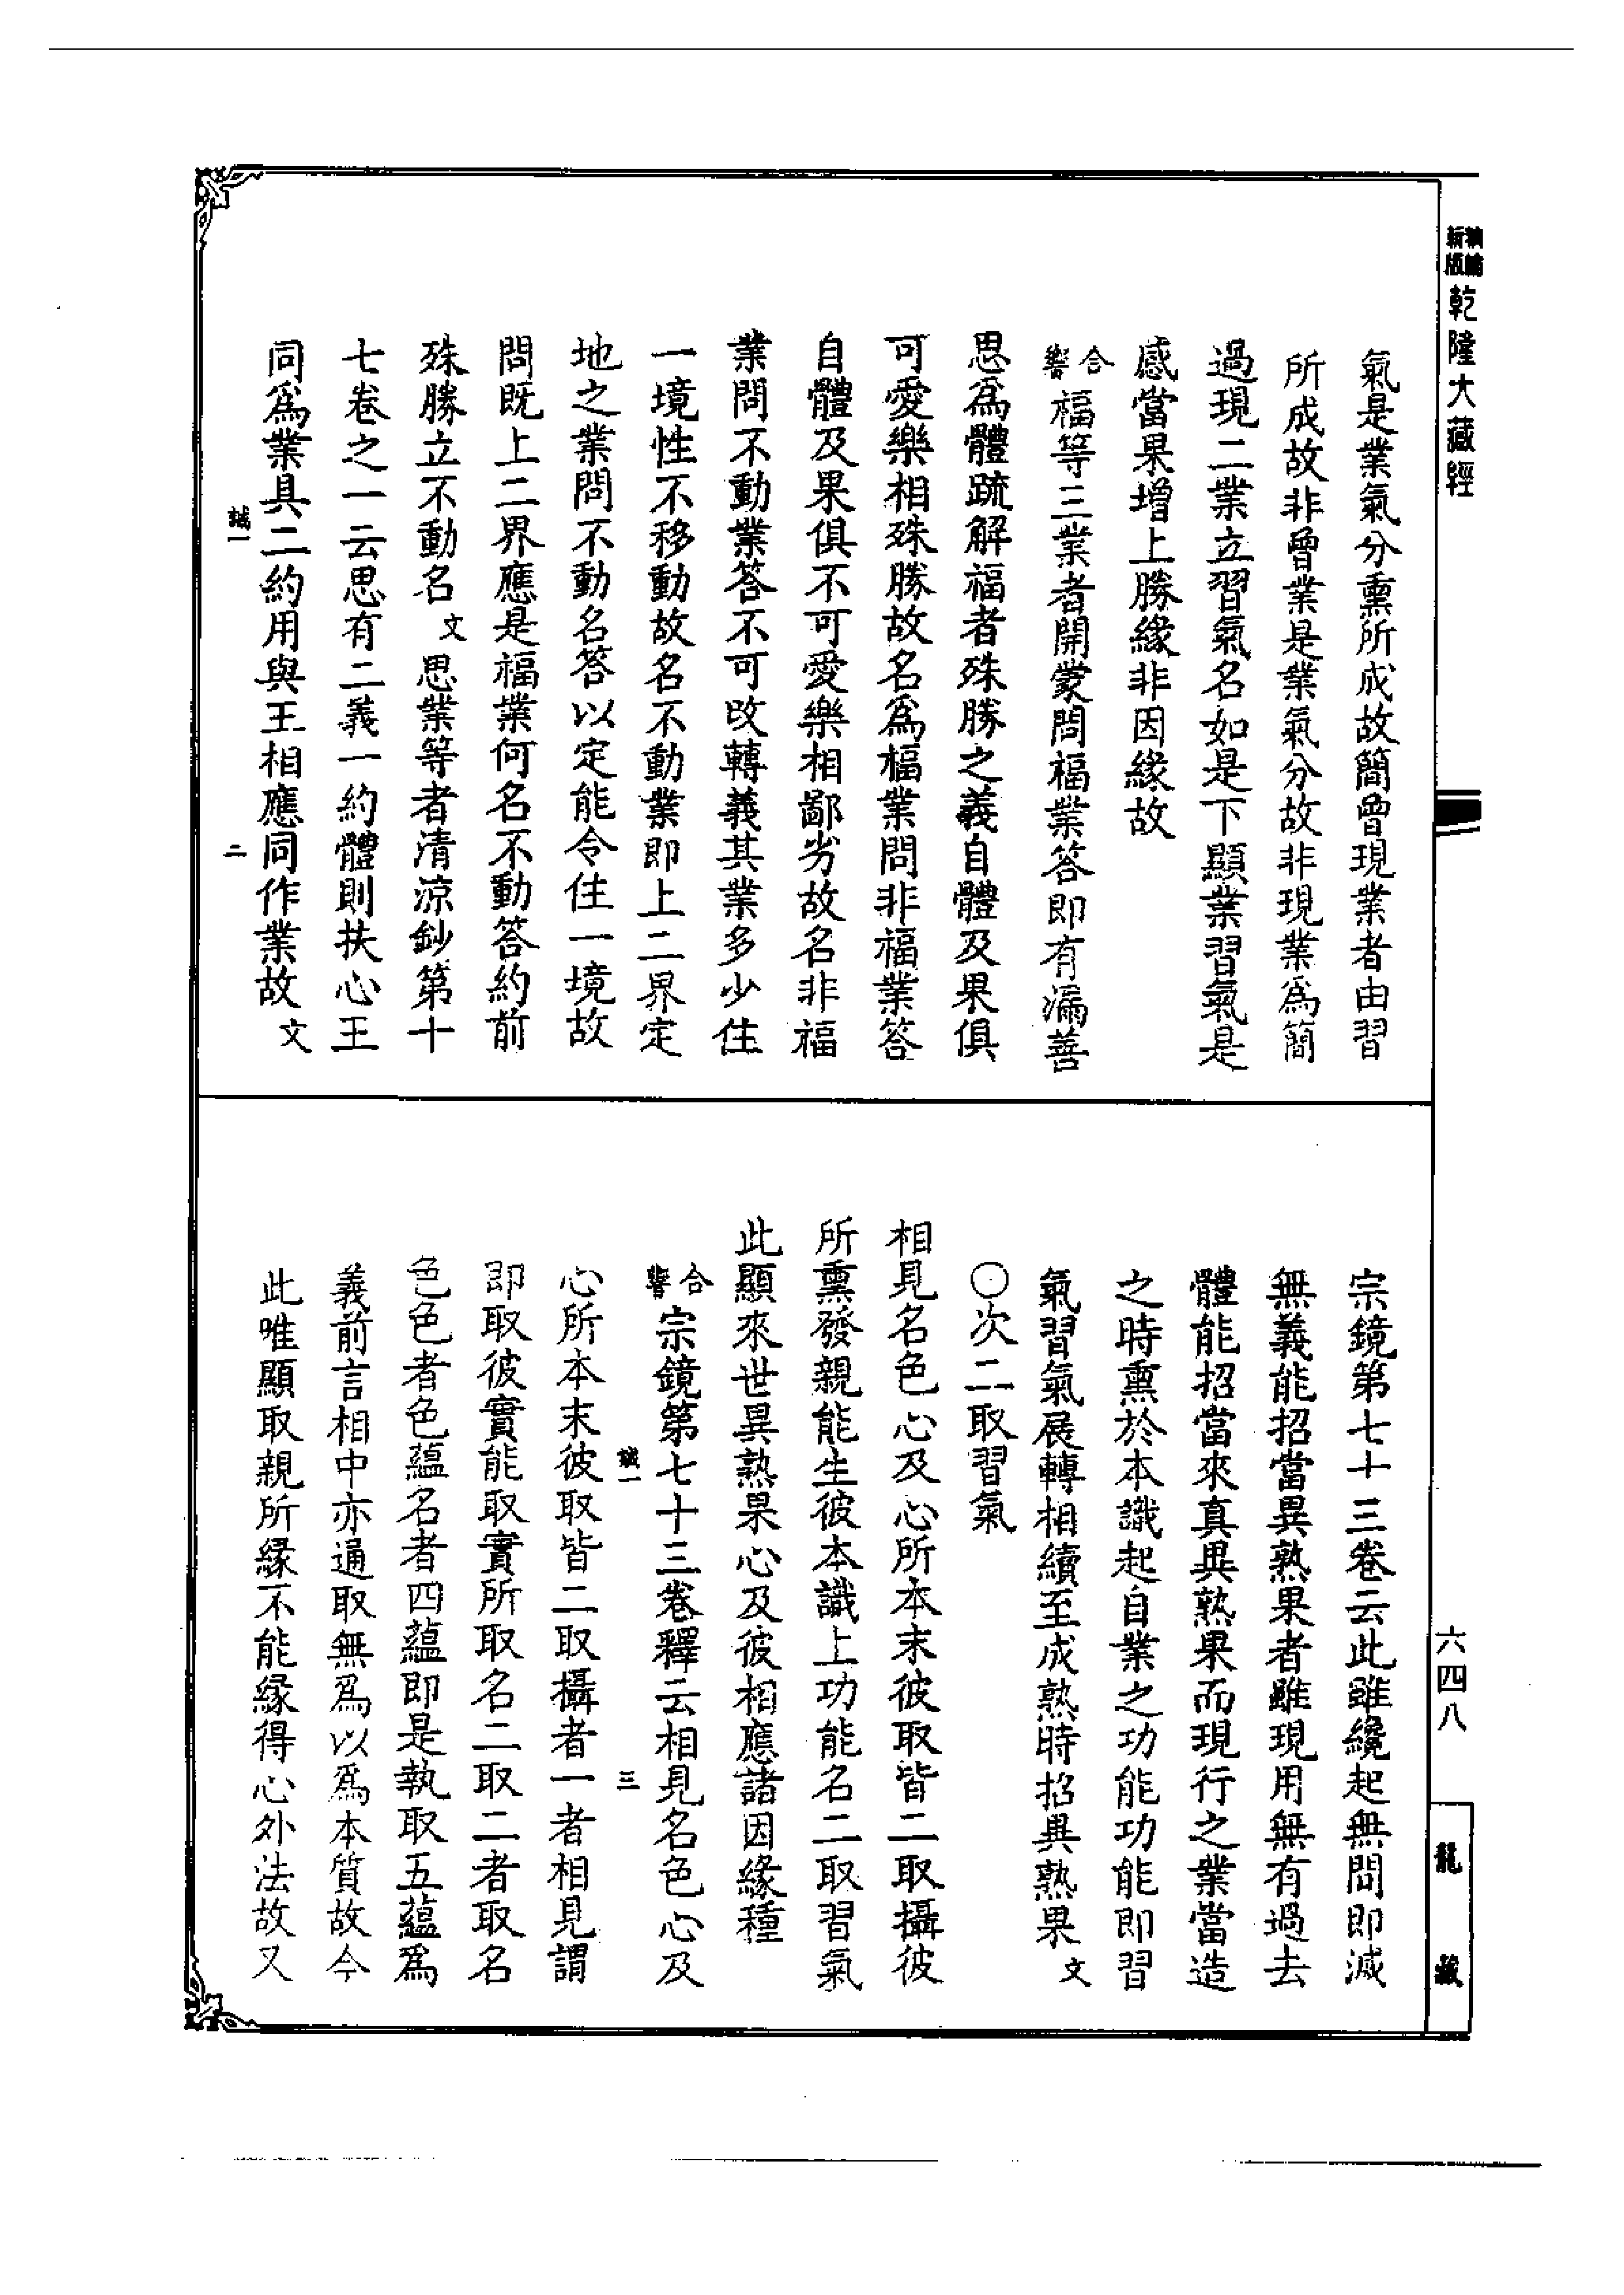 新編
縮版
乾隆大藏經
氣是業氣分熏所成故簡曾現業者由習
所成故非曾業是業氣分故非現業為簡
過現二業立習氣名如是下顯業習氣是
感當果增上勝緣非因緣故
合響 福等三業者開蒙問福業答即有漏善
思為體疏解福者殊勝之義自體及果俱
可愛樂相殊勝故名為福業問非福業答
自體及果俱不可愛樂相鄙劣故名非福
業問不動業答不可改轉義其業多少住
一境性不移動故名不動業即上二界定
地之業問不動名答以定能令住一境故
問既上二界應是福業何名不動答約前
殊勝立不動名文 思業等者清涼鈔第十
七卷之一云思有二義一約體則扶心王
同為業具二約用與王相應同作業故文
誠一 二
宗鏡第七十三卷云此雖纔起無間即滅
無義能招當異熟果者雖現用無有過去
體能招當來真異熟果而現行之業當造
之時熏於本識起自業之功能功能即習
氣習氣展轉相續至成熟時招異熟果文
○次二取習氣
相見名色心及心所本末彼取皆二取攝彼
所熏發親能生彼本識上功能名二取習氣
此顯來世異熟果心及彼相應諸因緣種
合響 宗鏡第七十三卷釋云相見名色心及
誠一 三
心所本末彼取皆二取攝者一者相見謂
即取彼實能取實所取名二取二者取名
色色者色蘊名者四蘊即是執取五蘊為
義前言相中亦通取無為以為本質故今
此唯顯取親所緣不能緣得心外法故又
六四八
龍藏